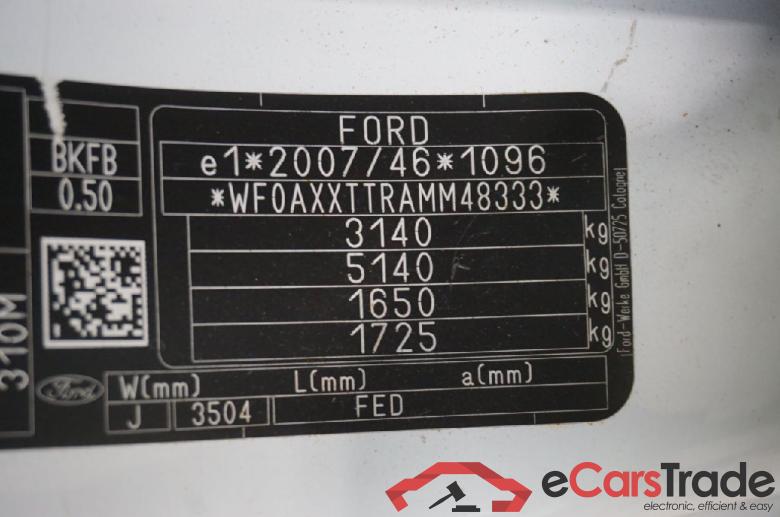 FORD
e1*2007/46*1096
*WF0AXXTTRAMM48333*
3140 kg
5140 kg
1650 kg
1725 kg
BKFB
0.50
310M
Ford
W(mm) L(mm) a(mm)
J 3504 FED
Ford-Werke GmbH D-50725 Cologne
eCarsTrade
electronic, efficient & easy